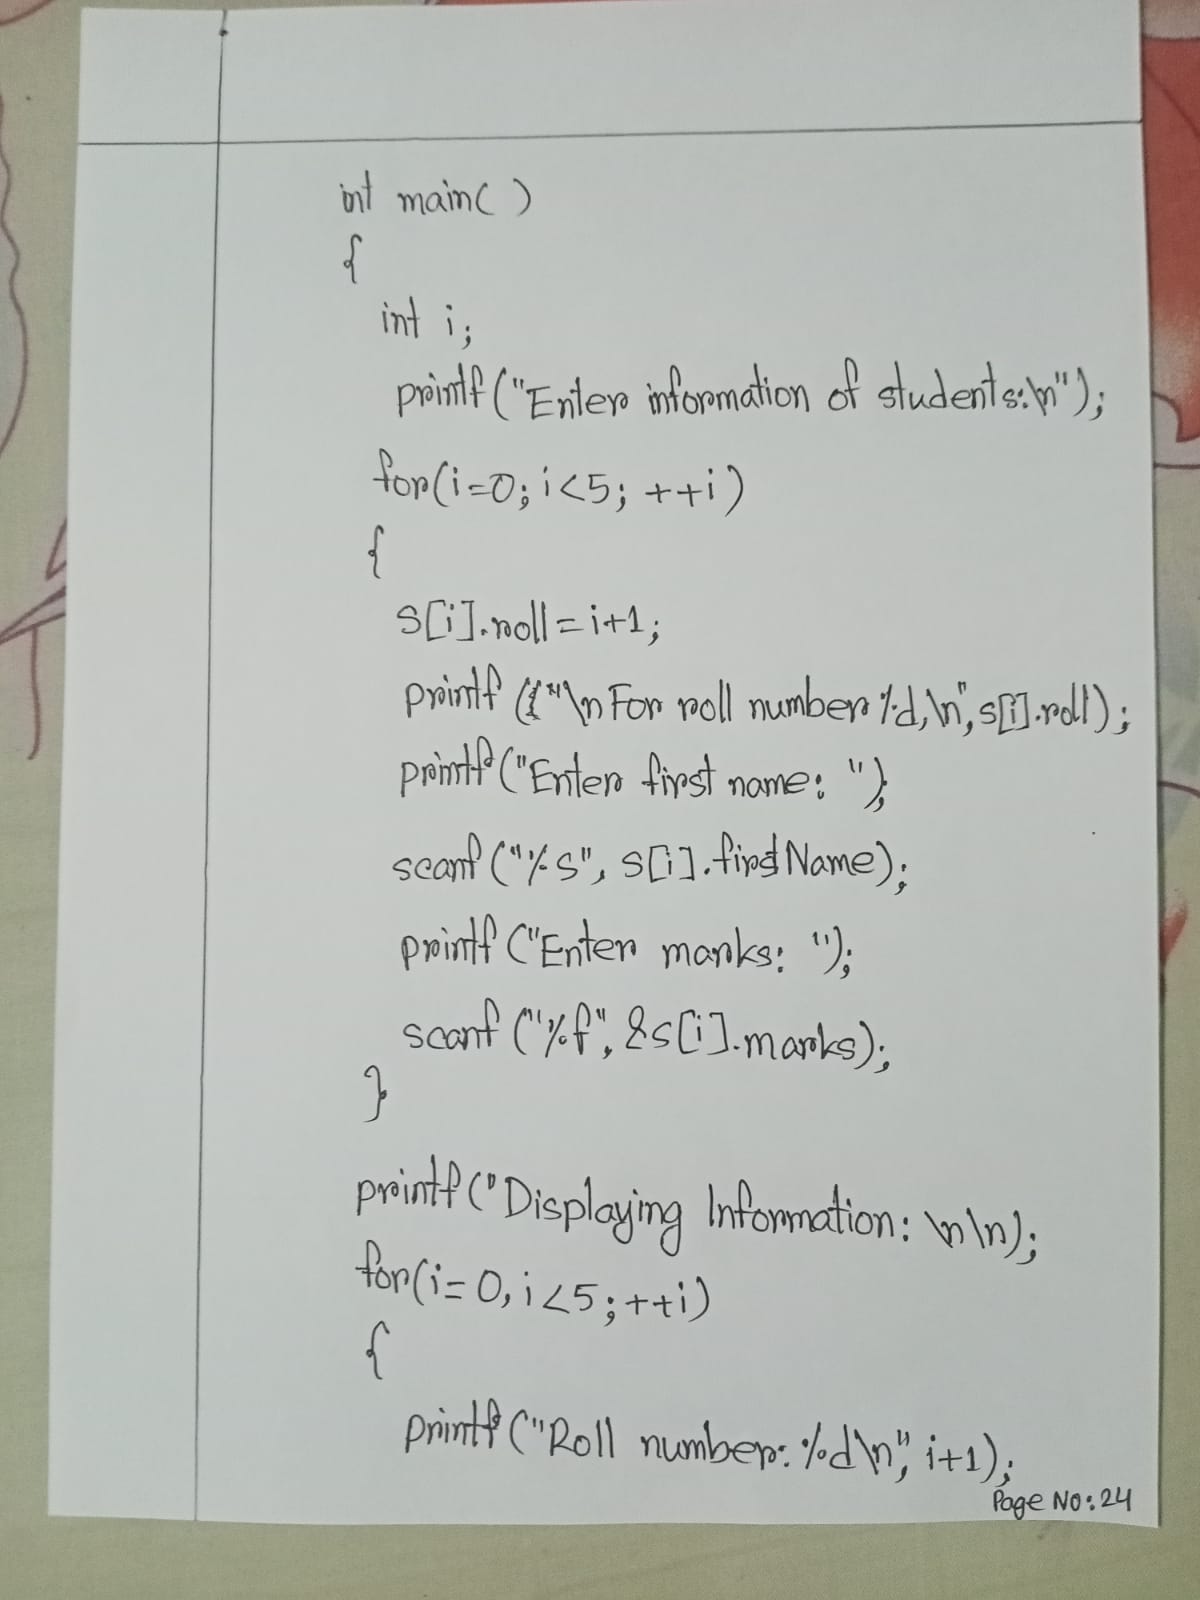 int main( )
{
int i;
printf ("Enter information of students:\n");
for(i=0; i<5; ++i)
{
s[i].roll = i+1;
printf ("\n For roll number %d,\n", s[i].roll);
printf ("Enter first name: ");
scanf ("%s", s[i].firstName);
printf ("Enter marks: ");
scanf ("%f", &s[i].marks);
}
printf ("Displaying Information: \n\n);
for(i=0, i<5; ++i)
{
printf ("Roll number: %d\n", i+1);
Page No: 24